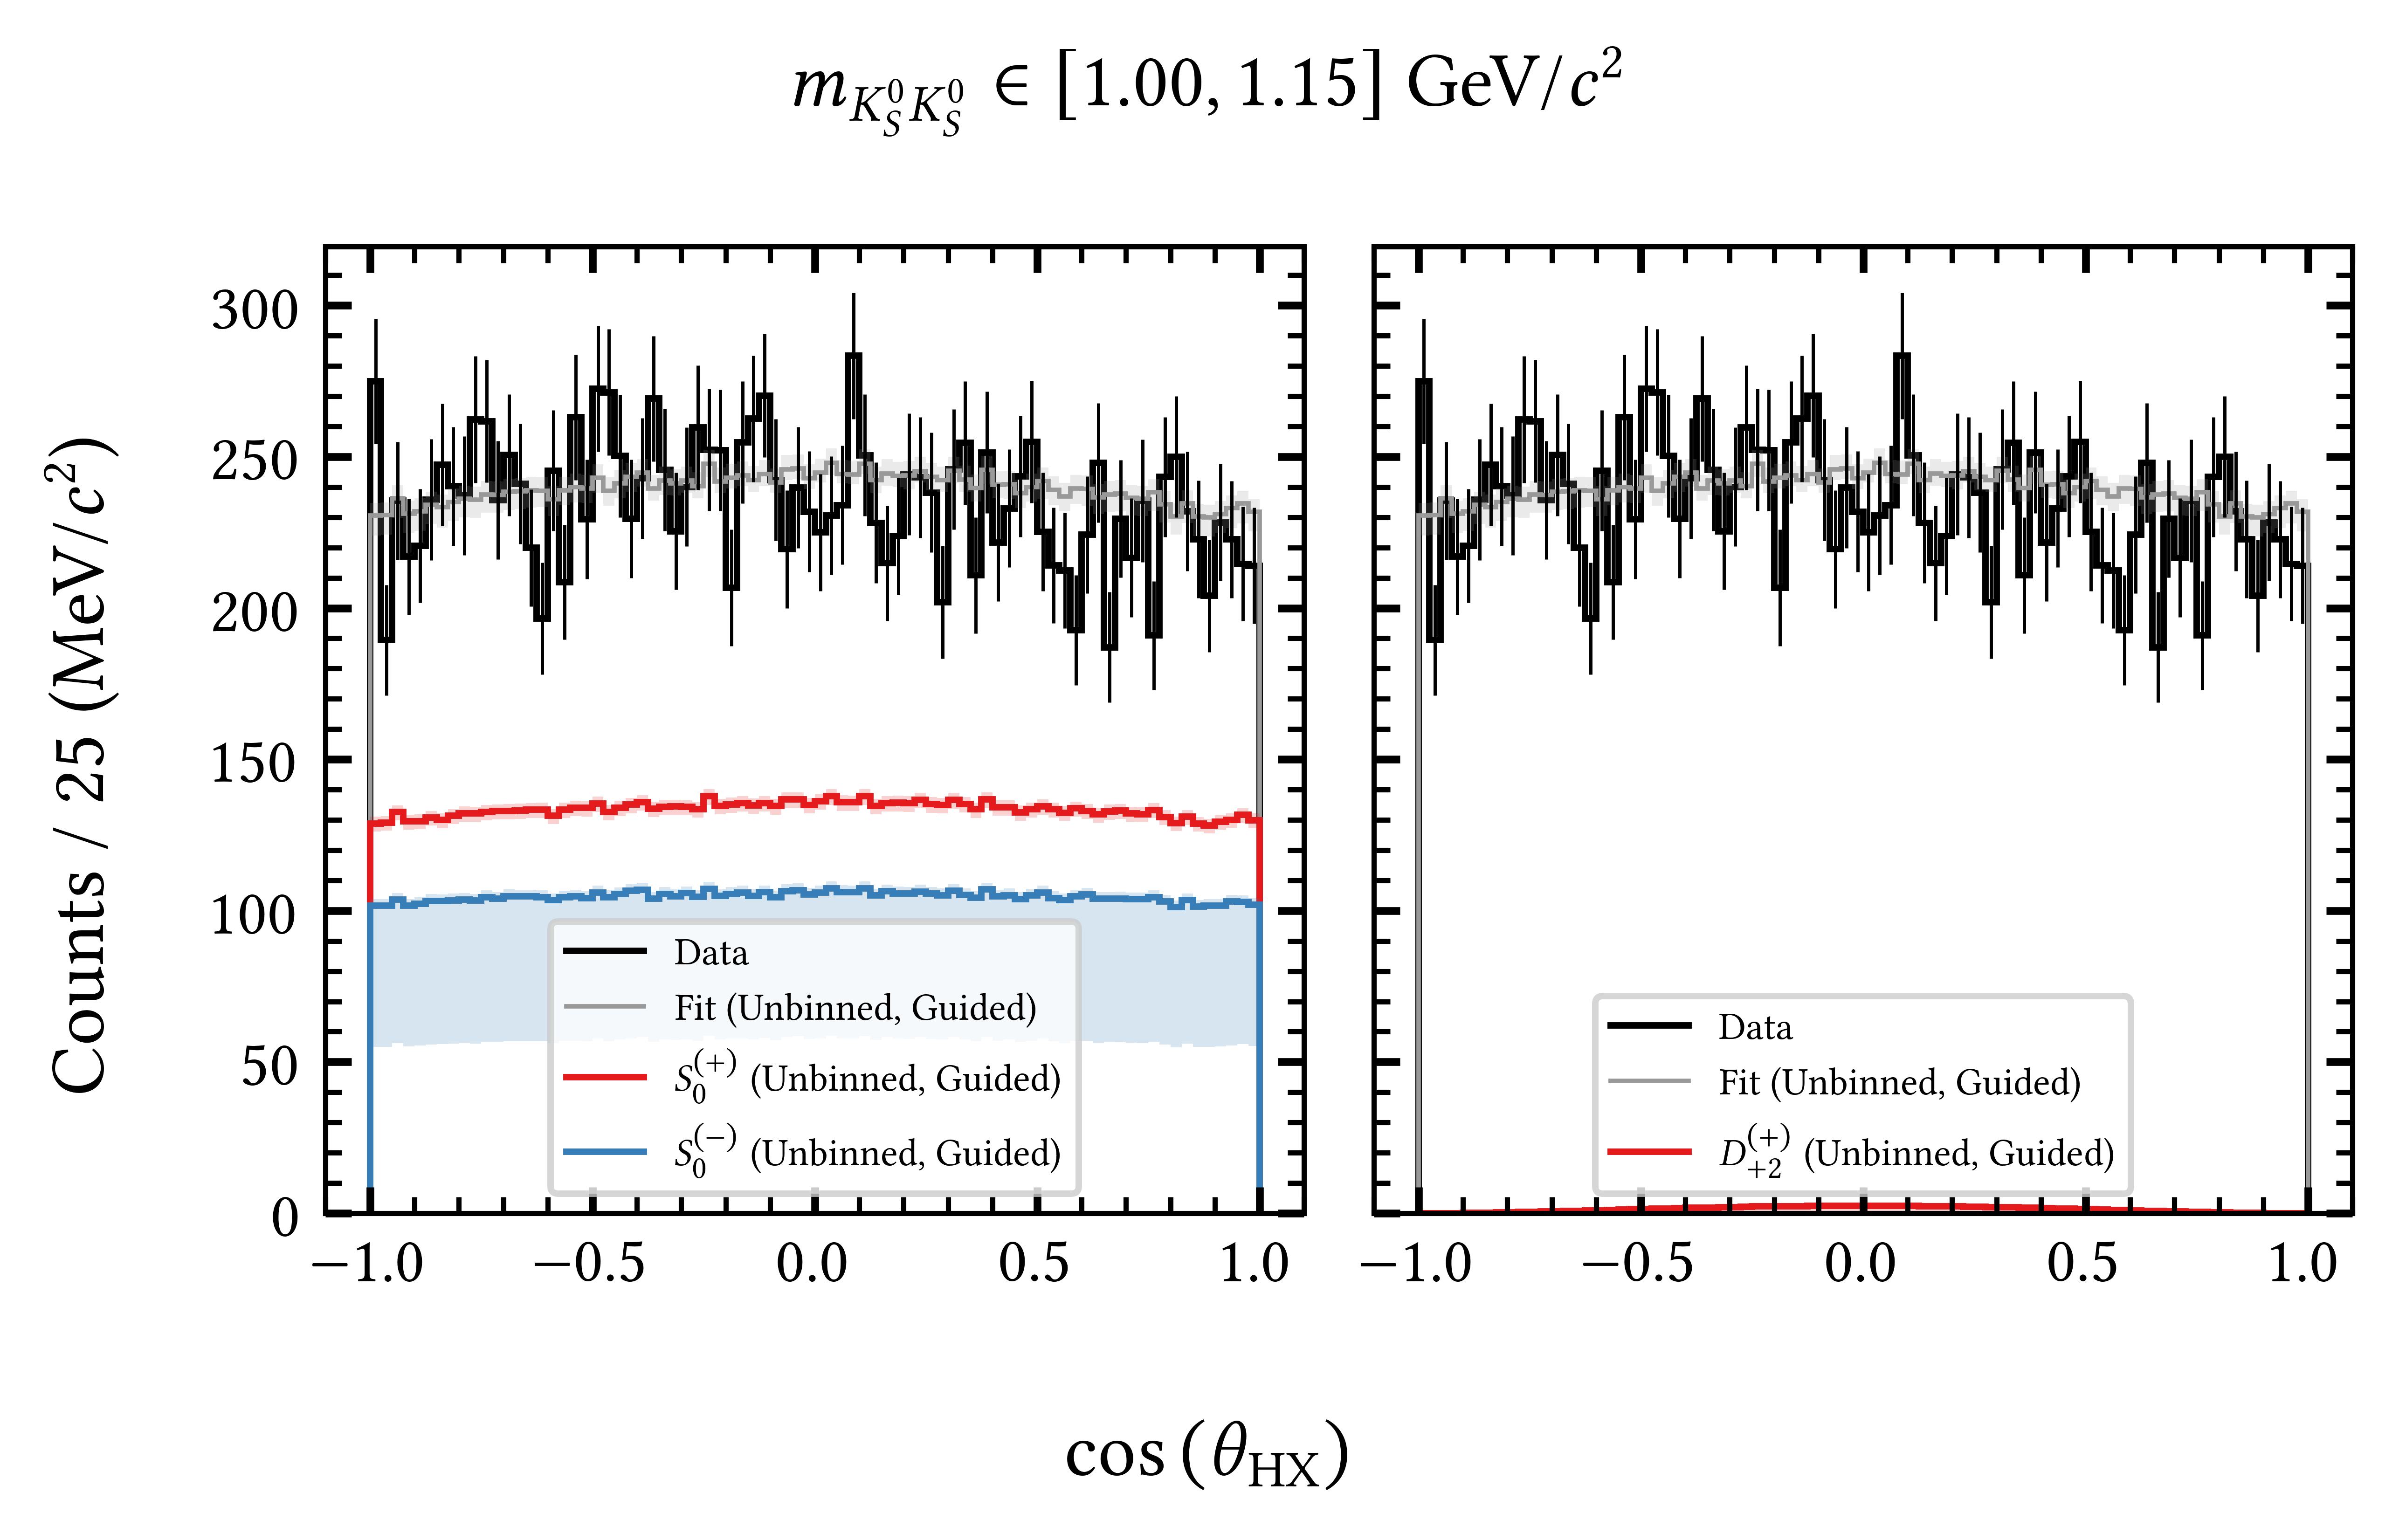 m_{K_S^0 K_S^0} ∈ [1.00, 1.15] GeV/c²
Counts / 25 (MeV/c²)
300
250
200
150
100
50
0
Data
Fit (Unbinned, Guided)
S_0^{(+)} (Unbinned, Guided)
S_0^{(−)} (Unbinned, Guided)
−1.0 −0.5 0.0 0.5 1.0
Data
Fit (Unbinned, Guided)
D_{+2}^{(+)} (Unbinned, Guided)
−1.0 −0.5 0.0 0.5 1.0
cos (θ_{HX})